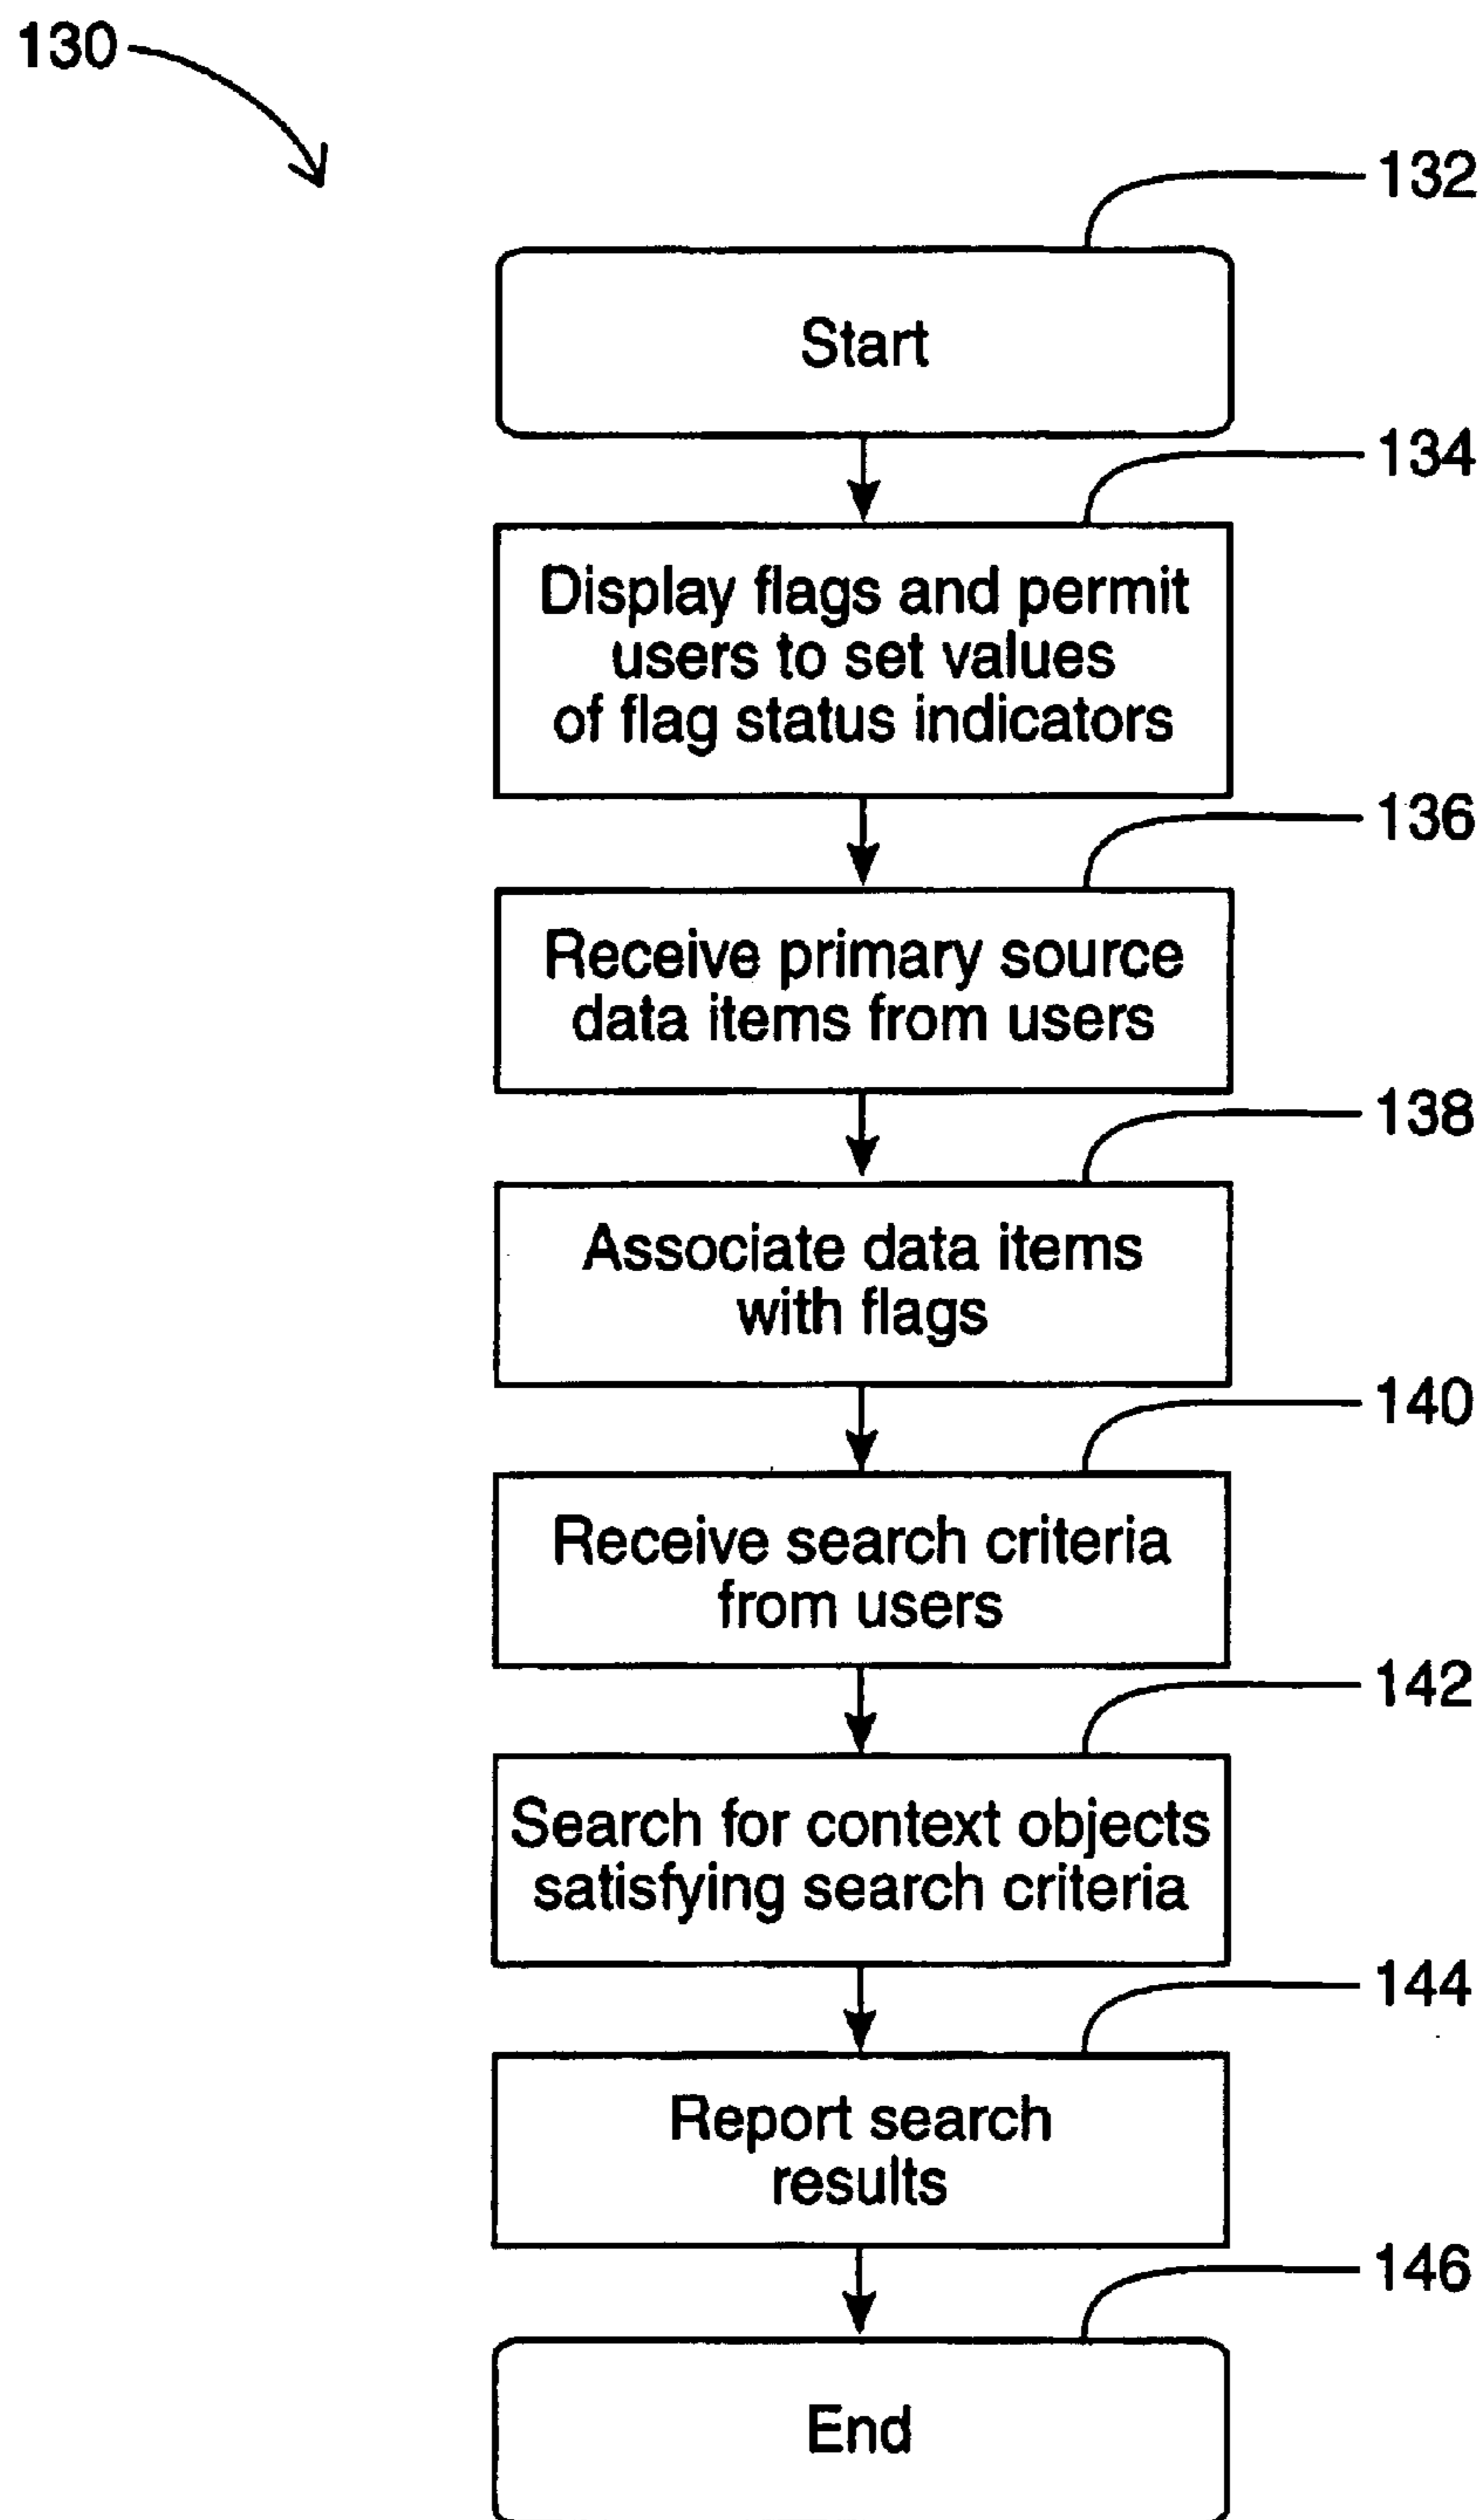 130
132
Start
134
Display flags and permit
users to set values
of flag status indicators
136
Receive primary source
data items from users
138
Associate data items
with flags
140
Receive search criteria
from users
142
Search for context objects
satisfying search criteria
144
Report search
results
146
End